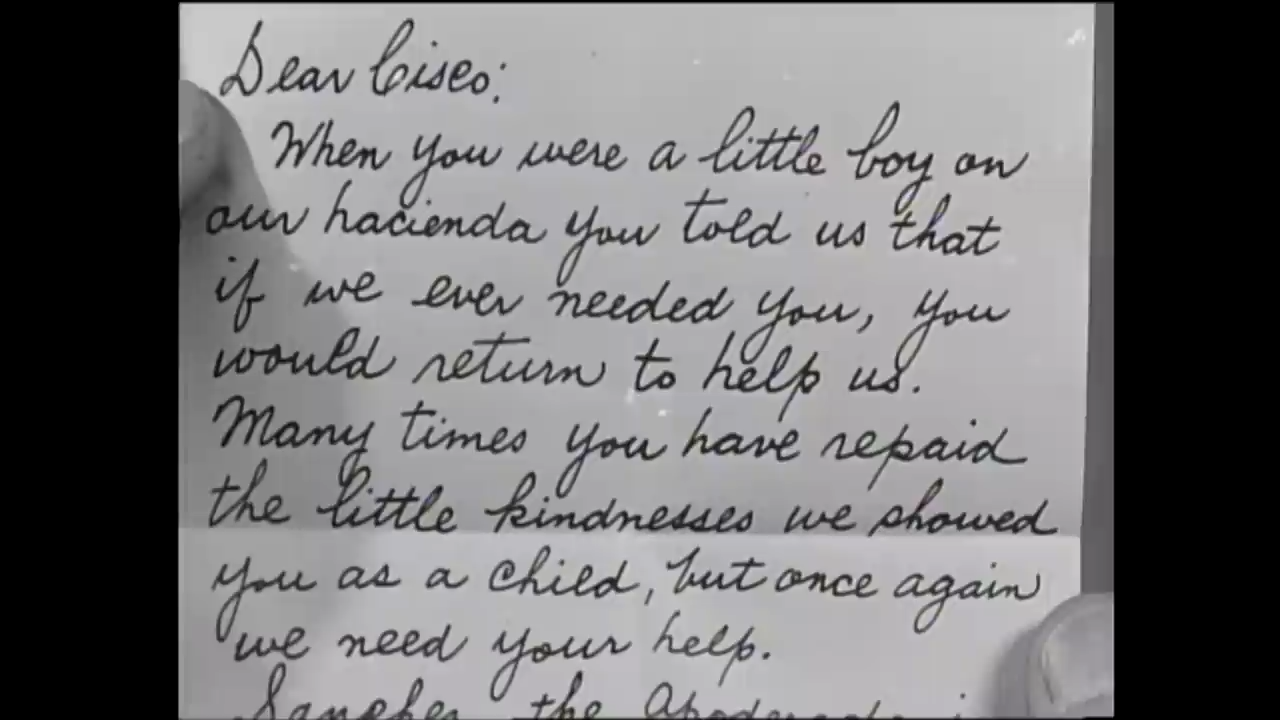 Dear Cisco:
When you were a little boy on
our hacienda you told us that
if we ever needed you, you
would return to help us.
Many times you have repaid
the little kindnesses we showed
you as a child, but once again
we need your help.
the